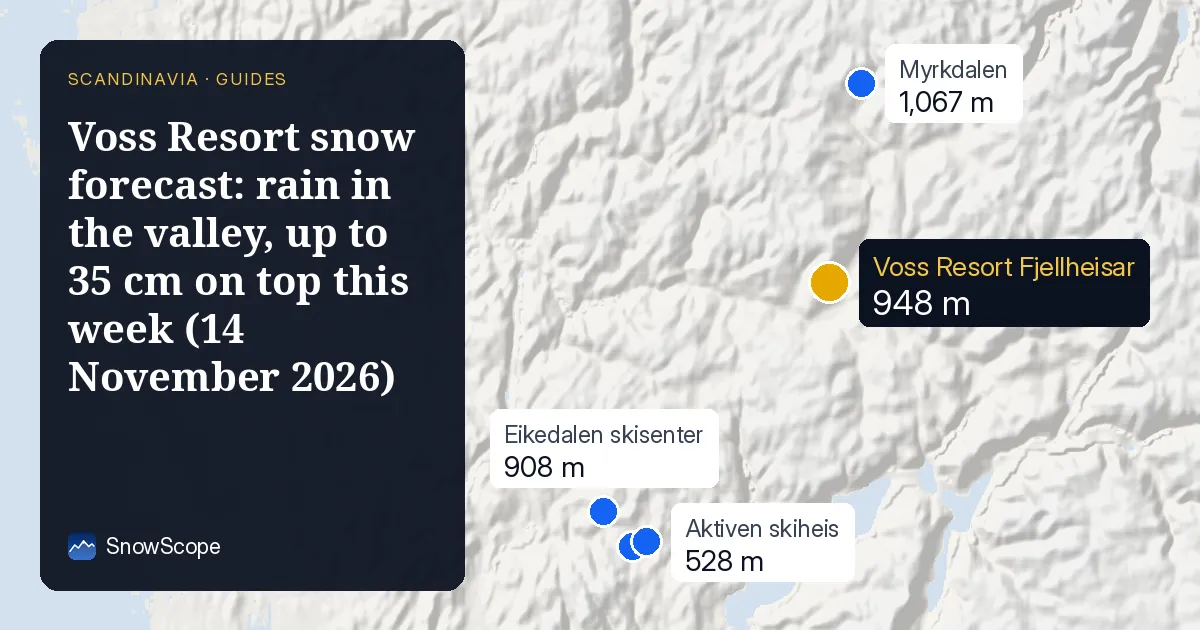 SCANDINAVIA · GUIDES
Voss Resort snow
forecast: rain in
the valley, up to
35 cm on top this
week (14
November 2026)
SnowScope
Myrkdalen
1,067 m
Voss Resort Fjellheisar
948 m
Eikedalen skisenter
908 m
Aktiven skiheis
528 m